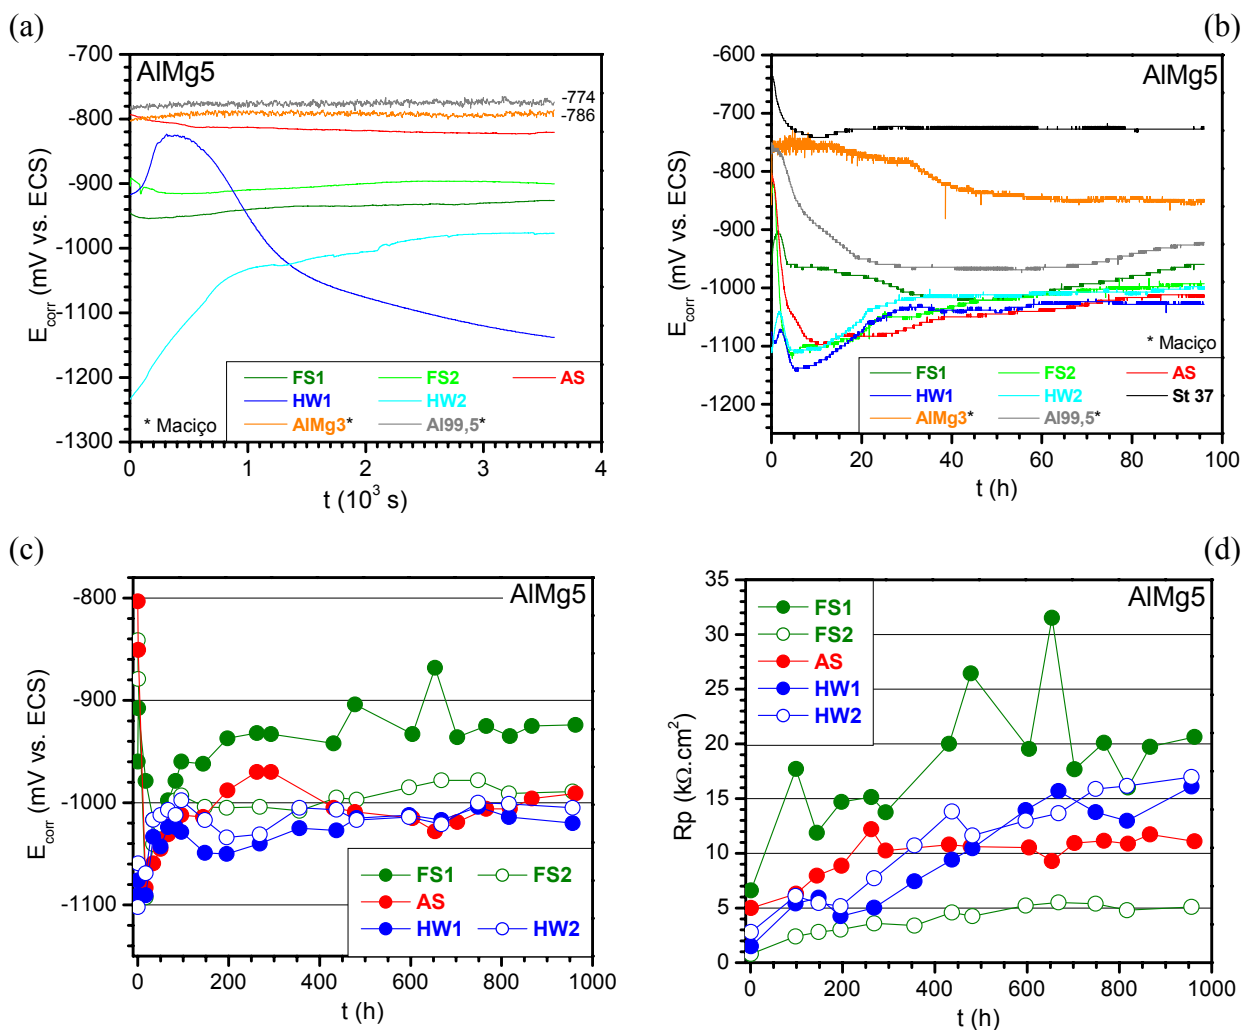 (a)
-700
-800
-900
-1000
-1100
-1200
-1300
E_corr (mV vs. ECS)
AlMg5
-774
-786
FS1 FS2 AS
HW1 HW2
* Maciço AlMg3* Al99,5*
0 1 2 3 4
t (10³ s)
(b)
-600
-700
-800
-900
-1000
-1100
-1200
E_corr (mV vs. ECS)
AlMg5
* Maciço
FS1 FS2 AS
HW1 HW2 St 37
AlMg3* Al99,5*
0 20 40 60 80 100
t (h)
(c)
-800
-900
-1000
-1100
E_corr (mV vs. ECS)
AlMg5
FS1 FS2
AS
HW1 HW2
0 200 400 600 800 1000
t (h)
(d)
35
30
25
20
15
10
5
0
Rp (kΩ.cm²)
AlMg5
FS1
FS2
AS
HW1
HW2
0 200 400 600 800 1000
t (h)